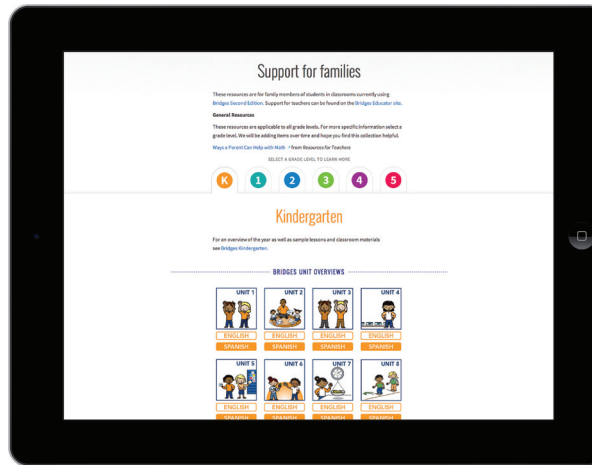 Support for families
These resources are for family members of students in classrooms currently using
Bridges Second Edition. Support for teachers can be found on the Bridges Educator site.
General Resources
These resources are applicable to all grade levels. For more specific information select a
grade level. We will be adding items over time and hope you find this collection helpful.
Ways a Parent Can Help with Math from Resources for Teachers
SELECT A GRADE LEVEL TO LEARN MORE
K 1 2 3 4 5
Kindergarten
For an overview of the year as well as sample lessons and classroom materials
see Bridges Kindergarten.
BRIDGES UNIT OVERVIEWS
UNIT 1 UNIT 2 UNIT 3 UNIT 4
ENGLISH ENGLISH ENGLISH ENGLISH
SPANISH SPANISH SPANISH SPANISH
UNIT 5 UNIT 6 UNIT 7 UNIT 8
ENGLISH ENGLISH ENGLISH ENGLISH
SPANISH SPANISH SPANISH SPANISH